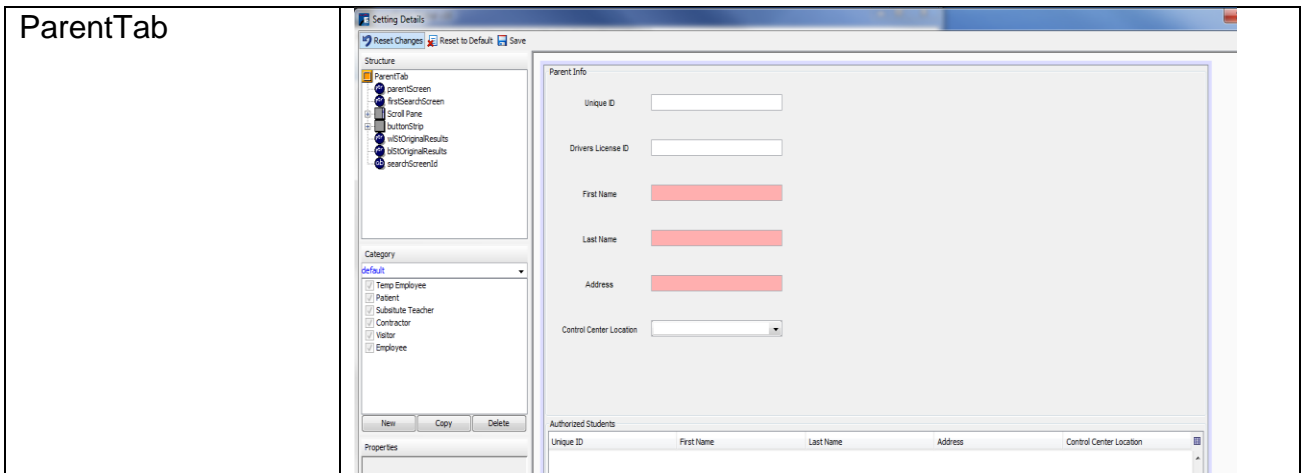 ParentTab
Setting Details
Reset Changes Reset to Default Save
Structure
ParentTab
parentScreen
firstSearchScreen
Scroll Pane
buttonStrip
wlStOriginalResults
blStOriginalResults
searchScreenId
Category
default
Temp Employee
Patient
Subsitute Teacher
Contractor
Visitor
Employee
New Copy Delete
Properties
Parent Info
Unique ID
Drivers License ID
First Name
Last Name
Address
Control Center Location
Authorized Students
Unique ID First Name Last Name Address Control Center Location